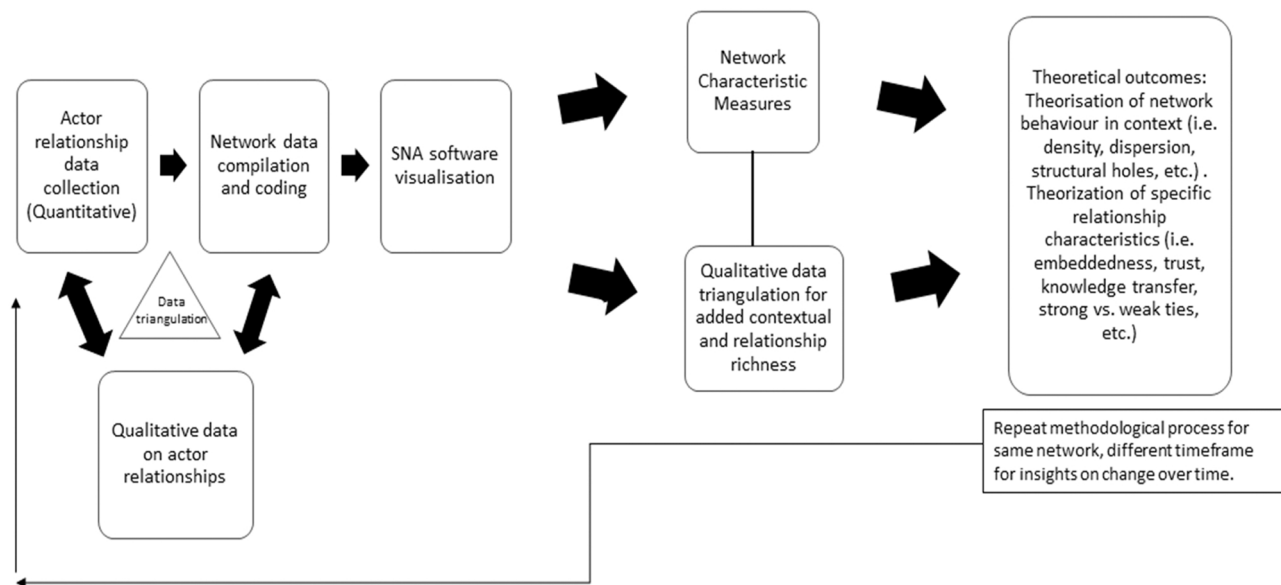 Actor
relationship
data
collection
(Quantitative)
Network data
compilation
and coding
SNA software
visualisation
Data
triangulation
Qualitative data
on actor
relationships
Network
Characteristic
Measures
Qualitative data
triangulation for
added contextual
and relationship
richness
Theoretical outcomes:
Theorisation of network
behaviour in context (i.e.
density, dispersion,
structural holes, etc.) .
Theorization of specific
relationship
characteristics (i.e.
embeddedness, trust,
knowledge transfer,
strong vs. weak ties,
etc.)
Repeat methodological process for
same network, different timeframe
for insights on change over time.